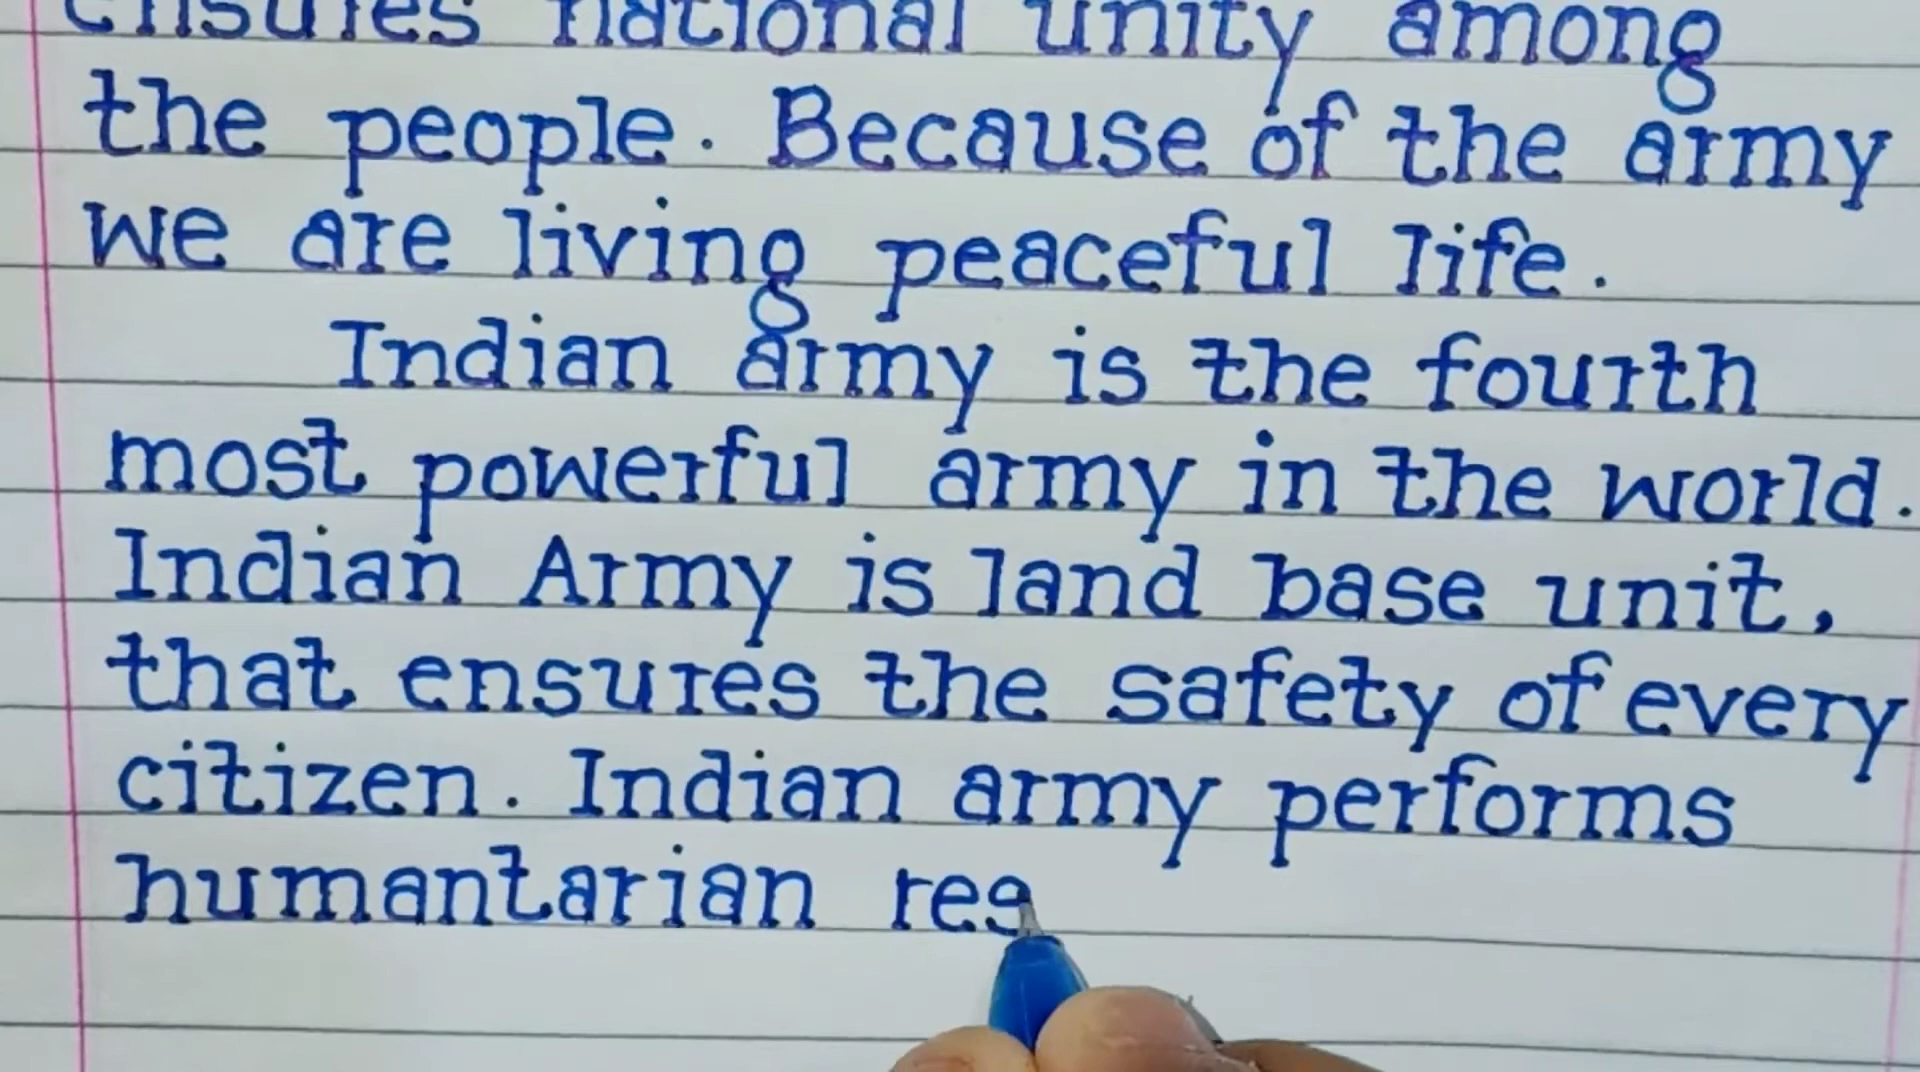 ensures national unity among
the people. Because of the army
we are living peaceful life.
Indian army is the fourth
most powerful army in the world.
Indian Army is land base unit,
that ensures the safety of every
citizen. Indian army performs
humantarian res